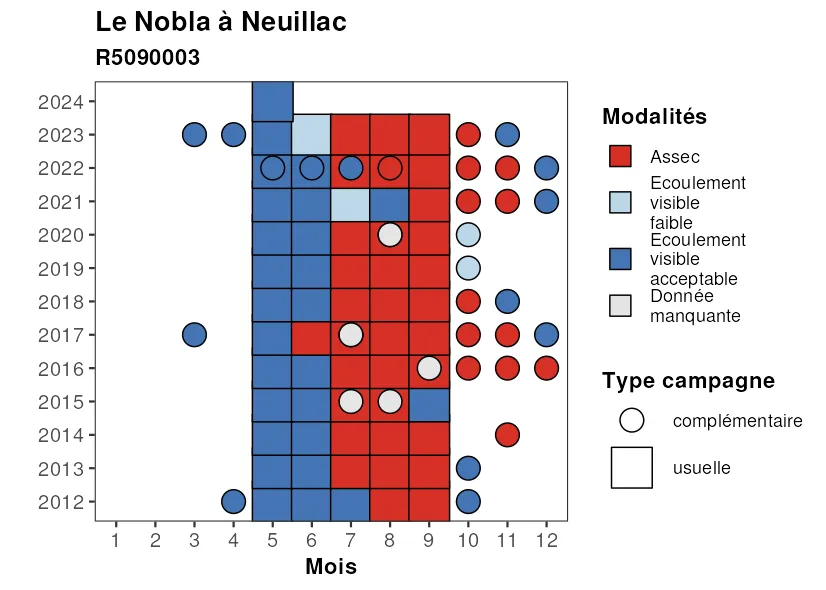 Le Nobla à Neuillac
R5090003
2024
2023
2022
2021
2020
2019
2018
2017
2016
2015
2014
2013
2012
1 2 3 4 5 6 7 8 9 10 11 12
Mois
Modalités
Assec
Ecoulement
visible
faible
Ecoulement
visible
acceptable
Donnée
manquante
Type campagne
complémentaire
usuelle